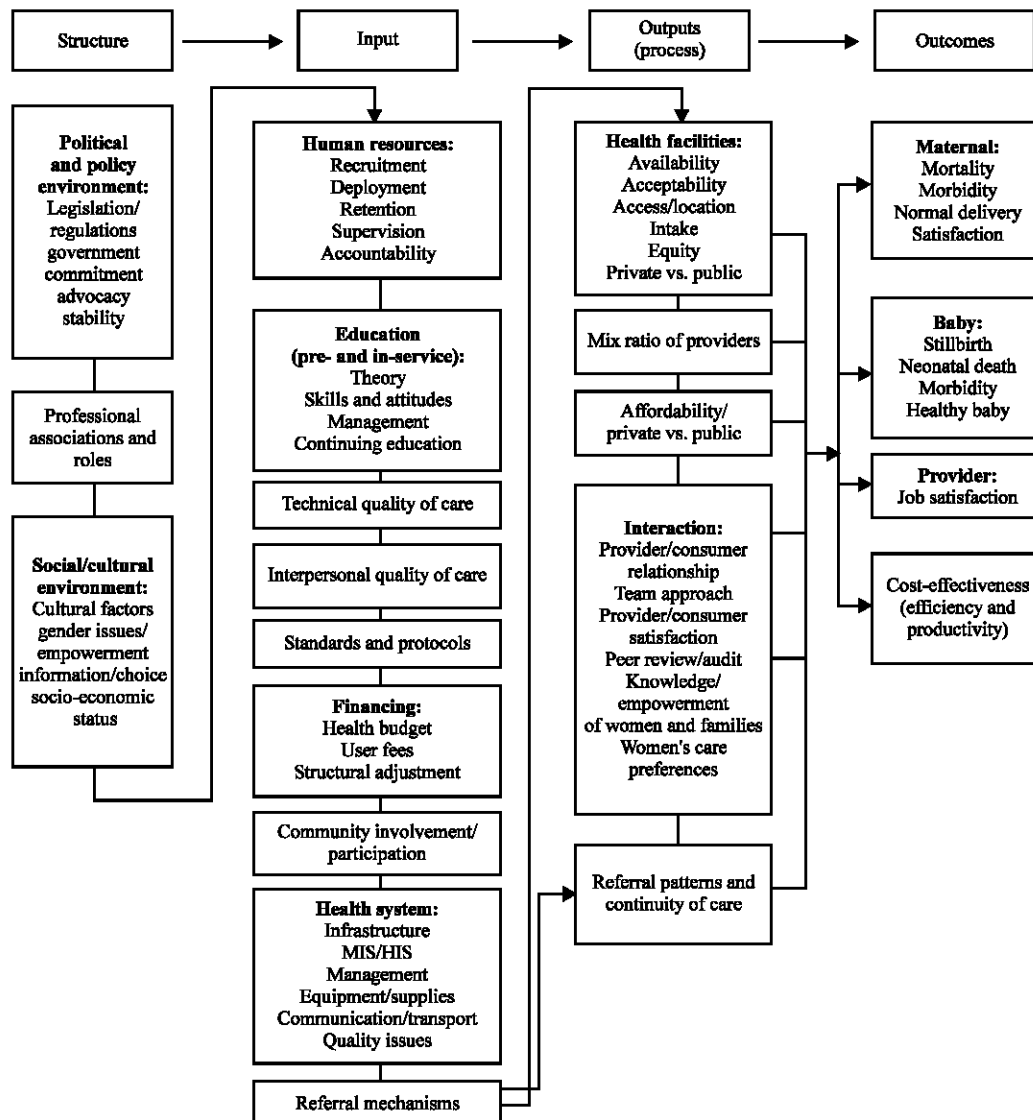 Structure
Input
Outputs
(process)
Outcomes
Political
and policy
environment:
Legislation/
regulations
government
commitment
advocacy
stability
Professional
associations and
roles
Social/cultural
environment:
Cultural factors
gender issues/
empowerment
information/choice
socio-economic
status
Human resources:
Recruitment
Deployment
Retention
Supervision
Accountability
Education
(pre- and in-service):
Theory
Skills and attitudes
Management
Continuing education
Technical quality of care
Interpersonal quality of care
Standards and protocols
Financing:
Health budget
User fees
Structural adjustment
Community involvement/
participation
Health system:
Infrastructure
MIS/HIS
Management
Equipment/supplies
Communication/transport
Quality issues
Referral mechanisms
Health facilities:
Availability
Acceptability
Access/location
Intake
Equity
Private vs. public
Mix ratio of providers
Affordability/
private vs. public
Interaction:
Provider/consumer
relationship
Team approach
Provider/consumer
satisfaction
Peer review/audit
Knowledge/
empowerment
of women and families
Women's care
preferences
Referral patterns and
continuity of care
Maternal:
Mortality
Morbidity
Normal delivery
Satisfaction
Baby:
Stillbirth
Neonatal death
Morbidity
Healthy baby
Provider:
Job satisfaction
Cost-effectiveness
(efficiency and
productivity)